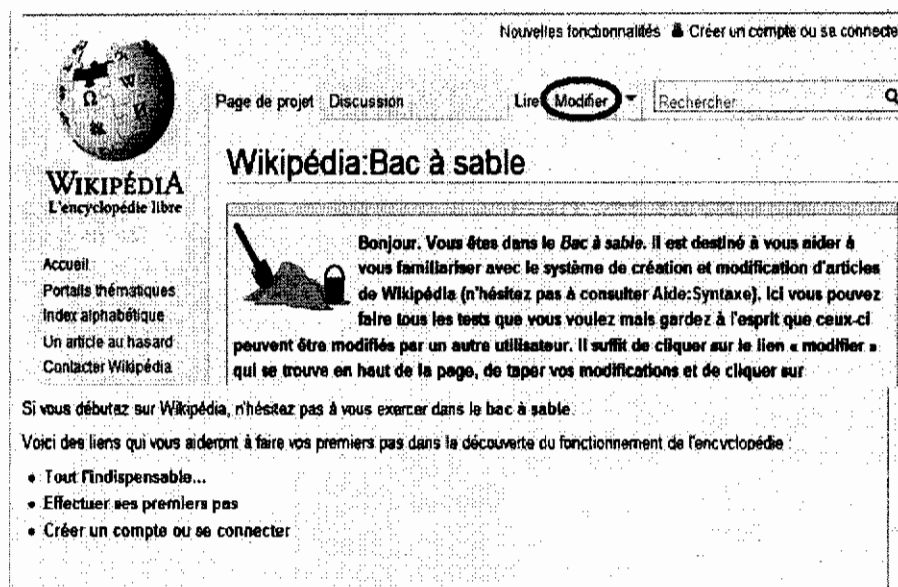 Nouvelles fonctionnalités Créer un compte ou se connecte
Page de projet Discussion Lire Modifier Rechercher
WIKIPÉDIA
L'encyclopédie libre
Wikipédia:Bac à sable
Accueil
Portails thématiques
Index alphabétique
Un article au hasard
Contacter Wikipédia
Bonjour. Vous êtes dans le Bac à sable. Il est destiné à vous aider à
vous familiariser avec le système de création et modification d'articles
de Wikipédia (n'hésitez pas à consulter Aide:Syntaxe). Ici vous pouvez
faire tous les tests que vous voulez mais gardez à l'esprit que ceux-ci
peuvent être modifiés par un autre utilisateur. Il suffit de cliquer sur le lien « modifier »
qui se trouve en haut de la page, de taper vos modifications et de cliquer sur
Si vous débutez sur Wikipédia, n'hésitez pas à vous exercer dans le bac à sable.
Voici des liens qui vous aideront à faire vos premiers pas dans la découverte du fonctionnement de l'encyclopédie :
• Tout l'indispensable...
• Effectuer ses premiers pas
• Créer un compte ou se connecter